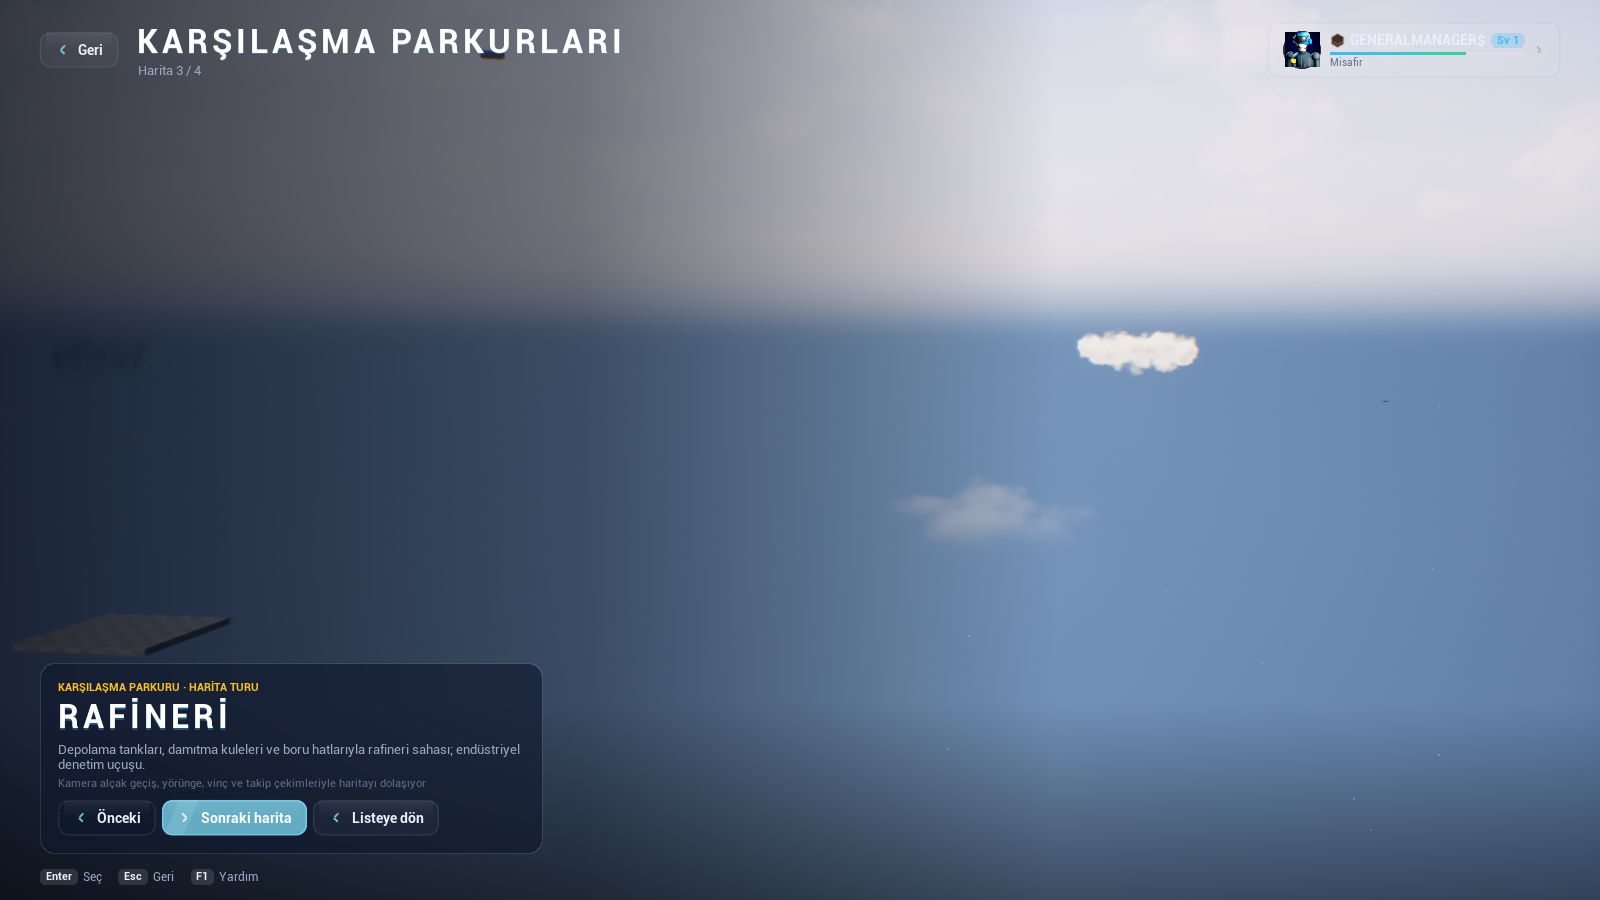 Geri
KARŞILAŞMA PARKURLARI
Harita 3 / 4
GENERALMANAGER$ Sv 1
Misafir
KARŞILAŞMA PARKURU · HARİTA TURU
RAFİNERİ
Depolama tankları, damıtma kuleleri ve boru hatlarıyla rafineri sahası; endüstriyel
denetim uçuşu.
Kamera alçak geçiş, yörünge, vinç ve takip çekimleriyle haritayı dolaşıyor
Önceki
Sonraki harita
Listeye dön
Enter Seç Esc Geri F1 Yardım